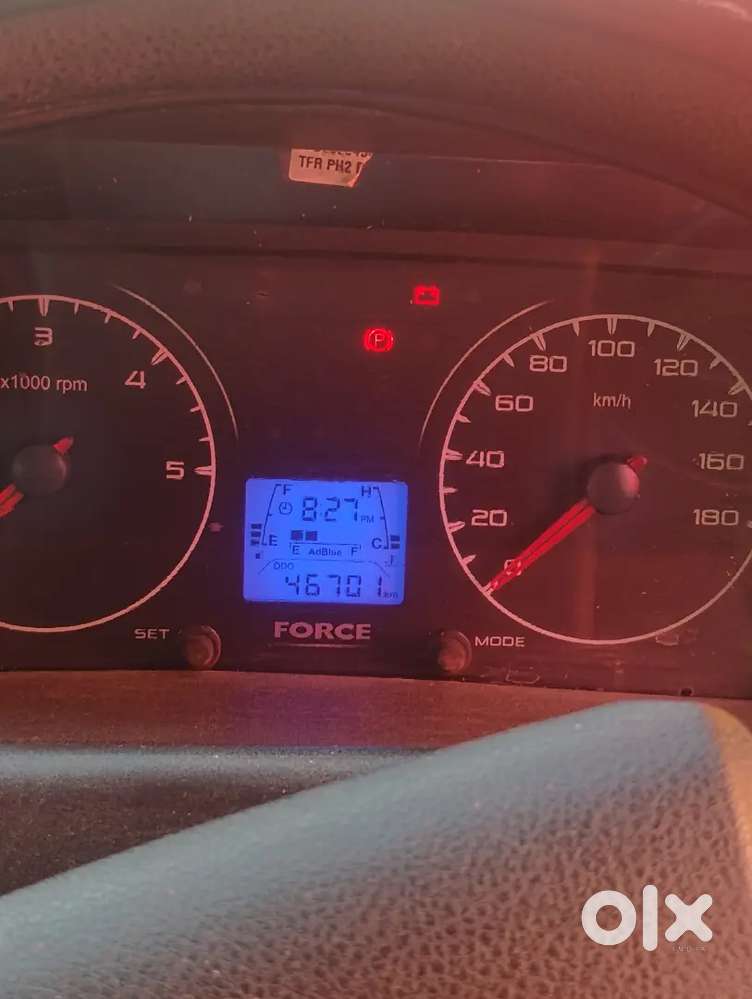 TFR PH2
3
4
5
x1000 rpm
P
0
20
40
60
80
100
120
140
160
180
km/h
F H
8:27 PM
E C
E AdBlue F
ODO
46701 km
SET
FORCE
MODE
olx